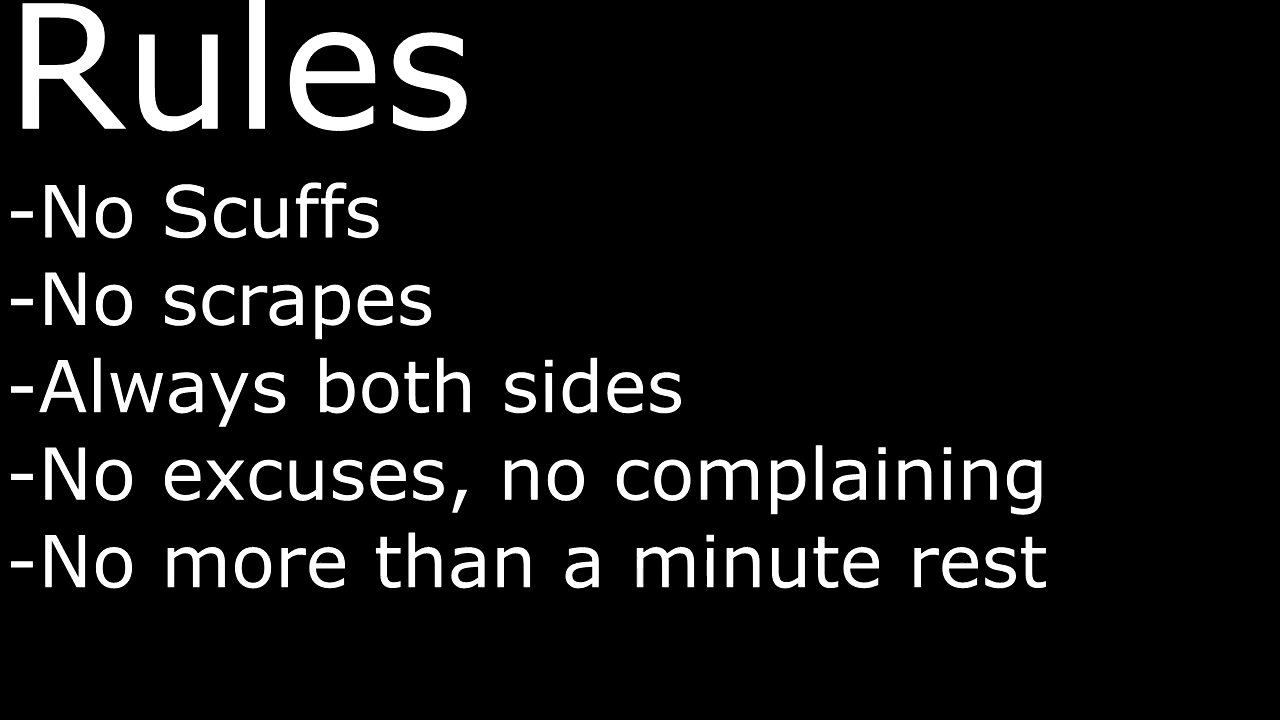 Rules
-No Scuffs
-No scrapes
-Always both sides
-No excuses, no complaining
-No more than a minute rest